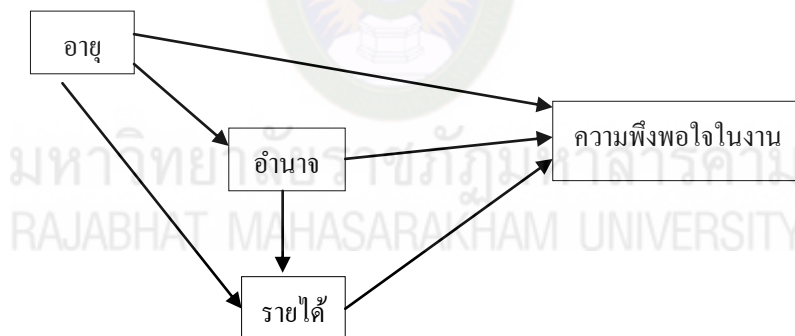 อายุ
ความพึงพอใจในงาน
อำนาจ
มหาวิทยาลัยราชภัฏมหาสารคาม
RAJABHAT MAHASARAKHAM UNIVERSITY
รายได้